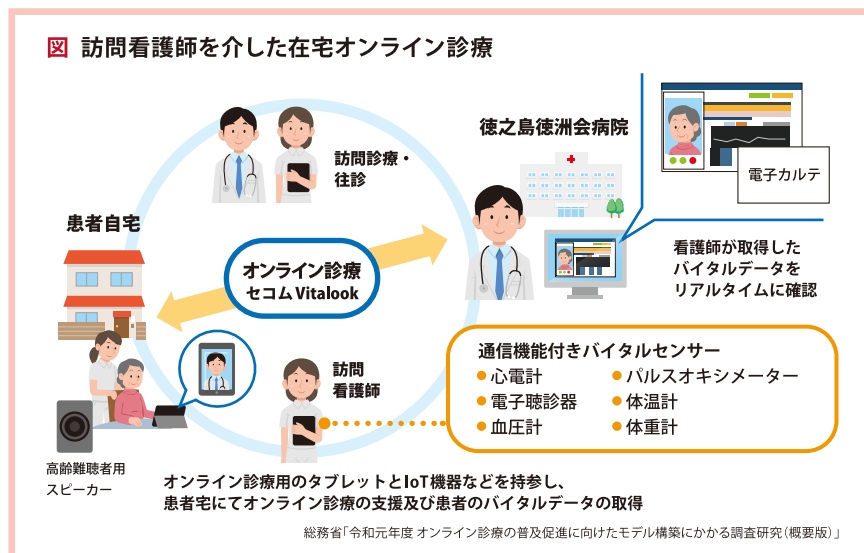 図 訪問看護師を介した在宅オンライン診療
訪問診療・
往診
徳之島徳洲会病院
電子カルテ
患者自宅
オンライン診療
セコム Vitalook
看護師が取得した
バイタルデータを
リアルタイムに確認
訪問
看護師
通信機能付きバイタルセンサー
●心電計
●パルスオキシメーター
●電子聴診器
●体温計
●血圧計
●体重計
高齢難聴者用
スピーカー
オンライン診療用のタブレットとIoT機器などを持参し、
患者宅にてオンライン診療の支援及び患者のバイタルデータの取得
総務省「令和元年度 オンライン診療の普及促進に向けたモデル構築にかかる調査研究（概要版）」